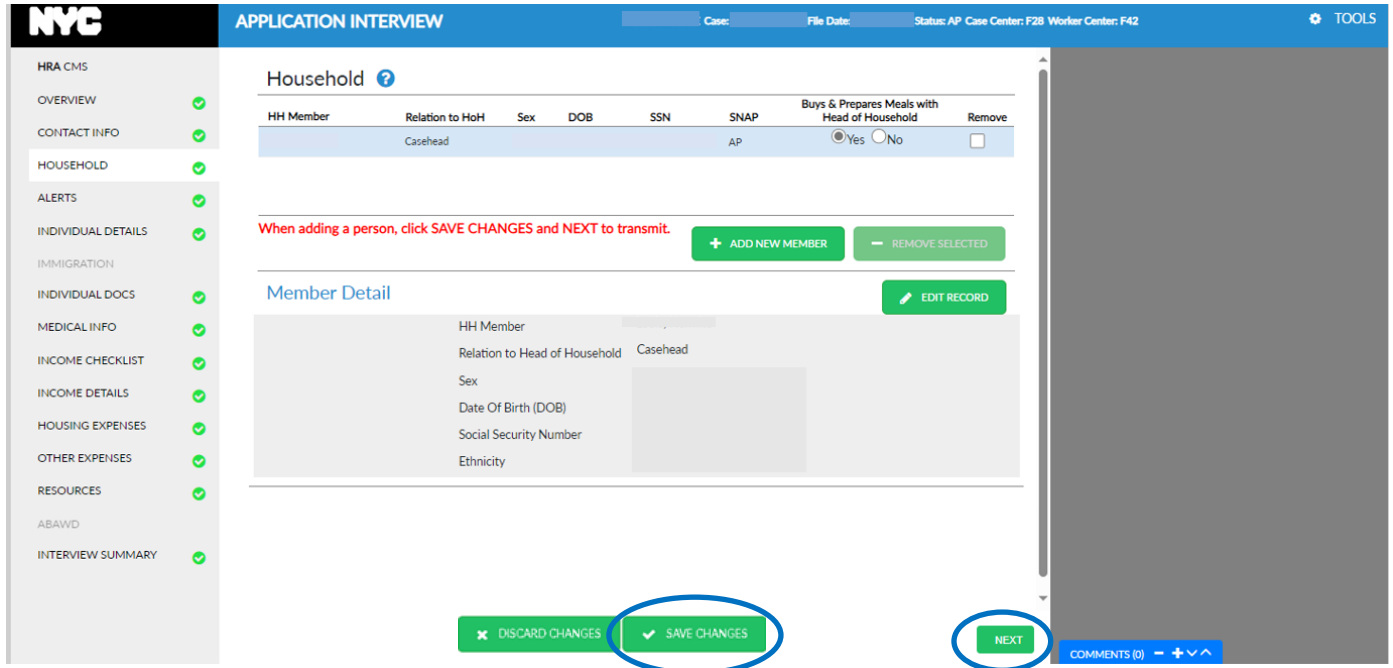 NYC
APPLICATION INTERVIEW
Case:
File Date:
Status: AP Case Center: F28 Worker Center: F42
TOOLS
HRA CMS
OVERVIEW
CONTACT INFO
HOUSEHOLD
ALERTS
INDIVIDUAL DETAILS
IMMIGRATION
INDIVIDUAL DOCS
MEDICAL INFO
INCOME CHECKLIST
INCOME DETAILS
HOUSING EXPENSES
OTHER EXPENSES
RESOURCES
ABAWD
INTERVIEW SUMMARY
Household ?
HH Member Relation to HoH Sex DOB SSN SNAP Buys & Prepares Meals with Head of Household Remove
Casehead AP Yes No
When adding a person, click SAVE CHANGES and NEXT to transmit.
ADD NEW MEMBER
REMOVE SELECTED
Member Detail
EDIT RECORD
HH Member
Relation to Head of Household Casehead
Sex
Date Of Birth (DOB)
Social Security Number
Ethnicity
DISCARD CHANGES
SAVE CHANGES
NEXT
COMMENTS (0)